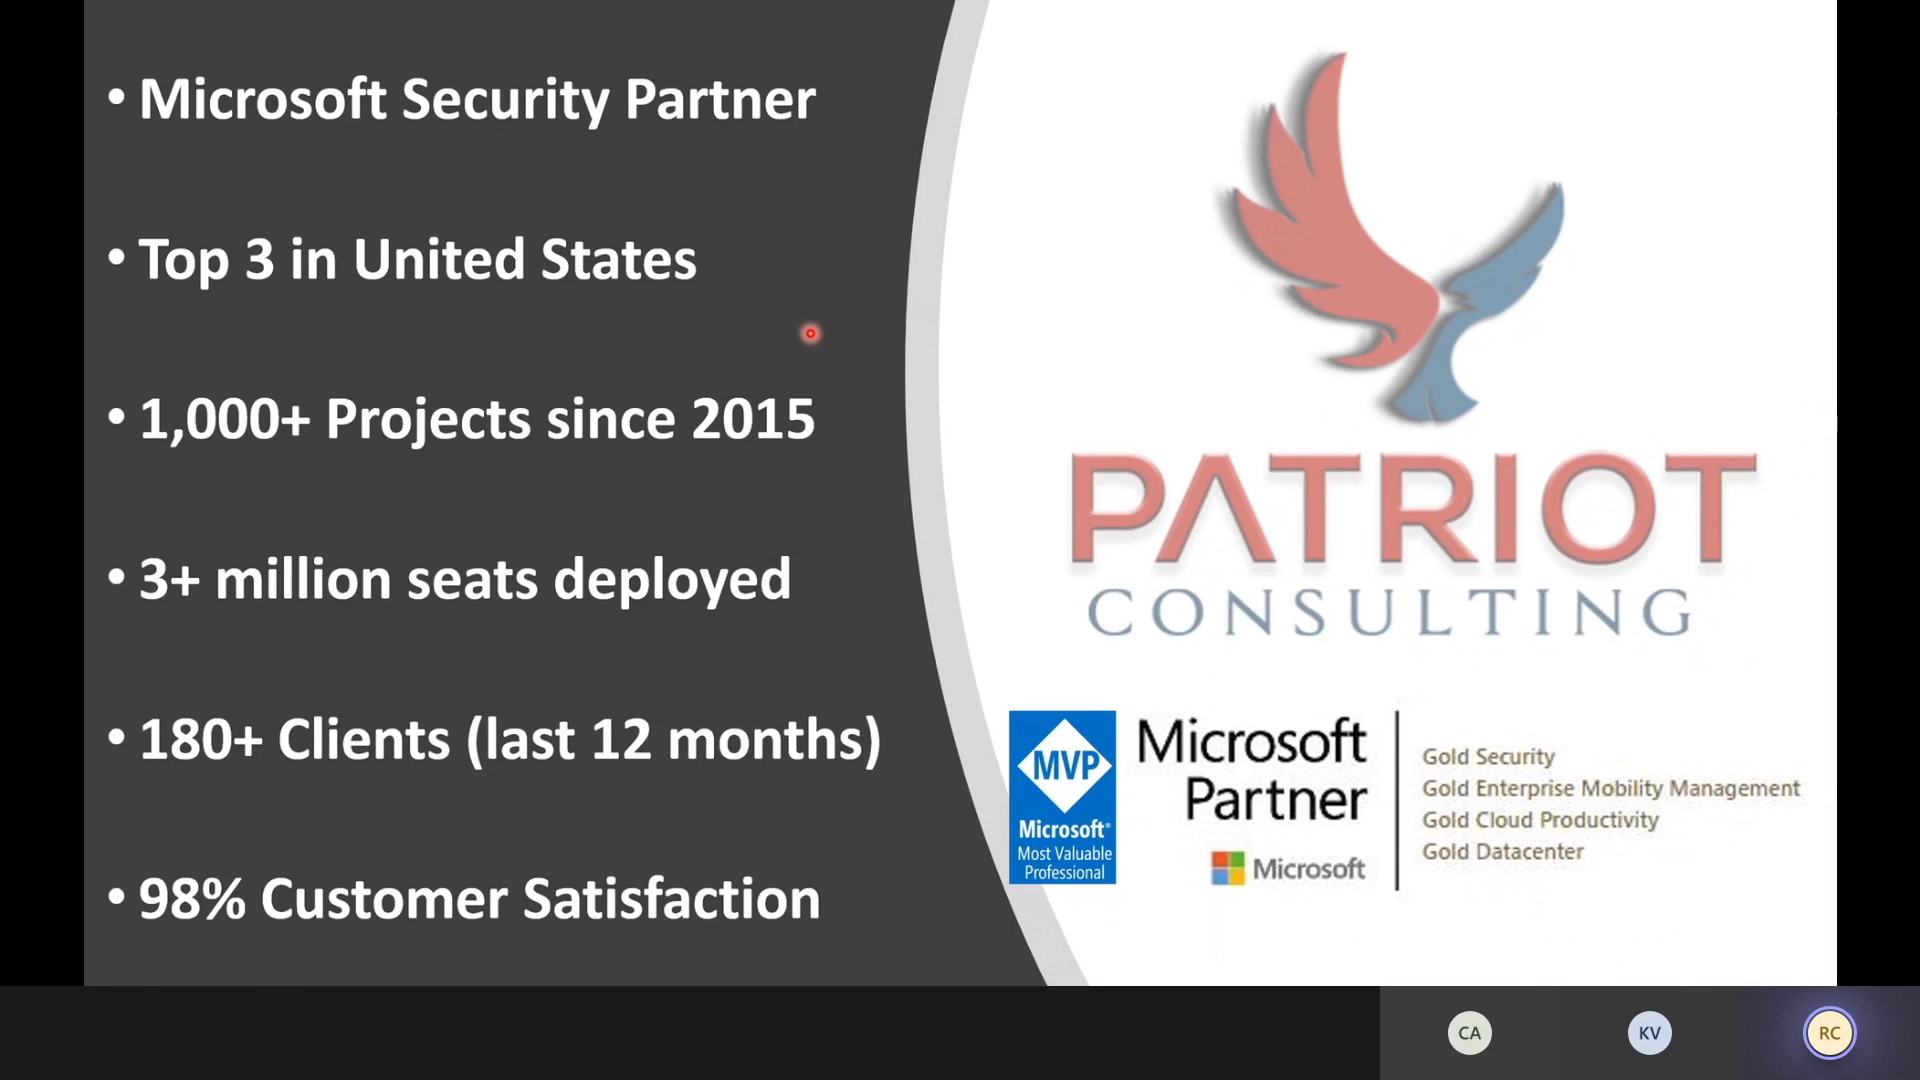 • Microsoft Security Partner
• Top 3 in United States
• 1,000+ Projects since 2015
• 3+ million seats deployed
• 180+ Clients (last 12 months)
• 98% Customer Satisfaction
PATRIOT
CONSULTING
MVP
Microsoft®
Most Valuable
Professional
Microsoft
Partner
Microsoft
Gold Security
Gold Enterprise Mobility Management
Gold Cloud Productivity
Gold Datacenter
CA
KV
RC